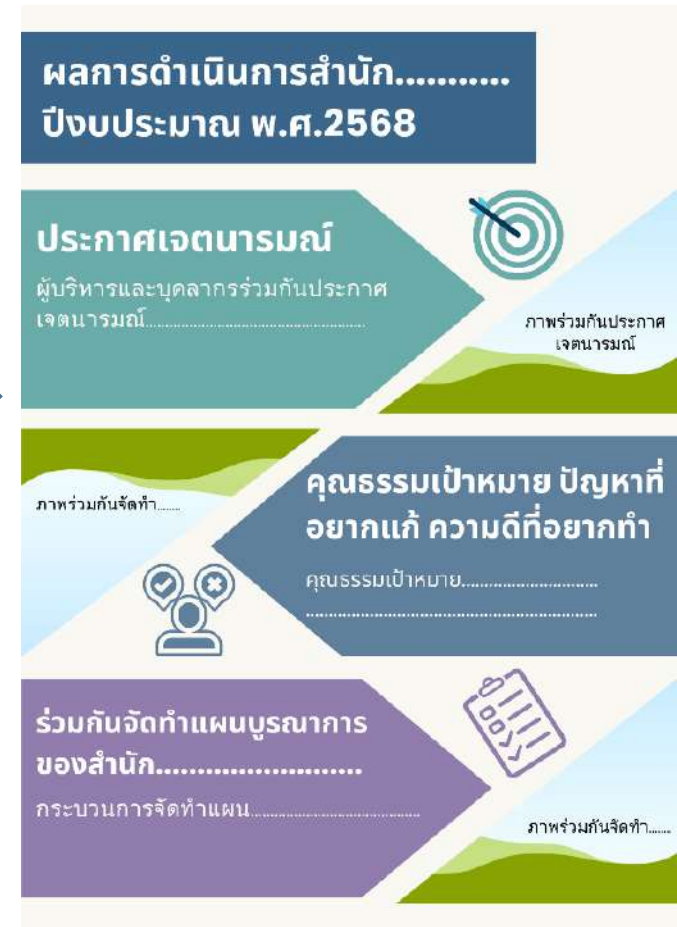 ผลการดำเนินการสำนัก...........
ปีงบประมาณ พ.ศ.2568
ประกาศเจตนารมณ์
ผู้บริหารและบุคลากรร่วมกันประกาศ
เจตนารมณ์......................................................
ภาพร่วมกันประกาศ
เจตนารมณ์
ภาพร่วมกันจัดทำ.......
คุณธรรมเป้าหมาย ปัญหาที่
อยากแก้ ความดีที่อยากทำ
คุณธรรมเป้าหมาย.................................
......................................................................
ร่วมกันจัดทำแผนบูรณาการ
ของสำนัก.........................
กระบวนการจัดทำแผน..........................................
ภาพร่วมกันจัดทำ.......